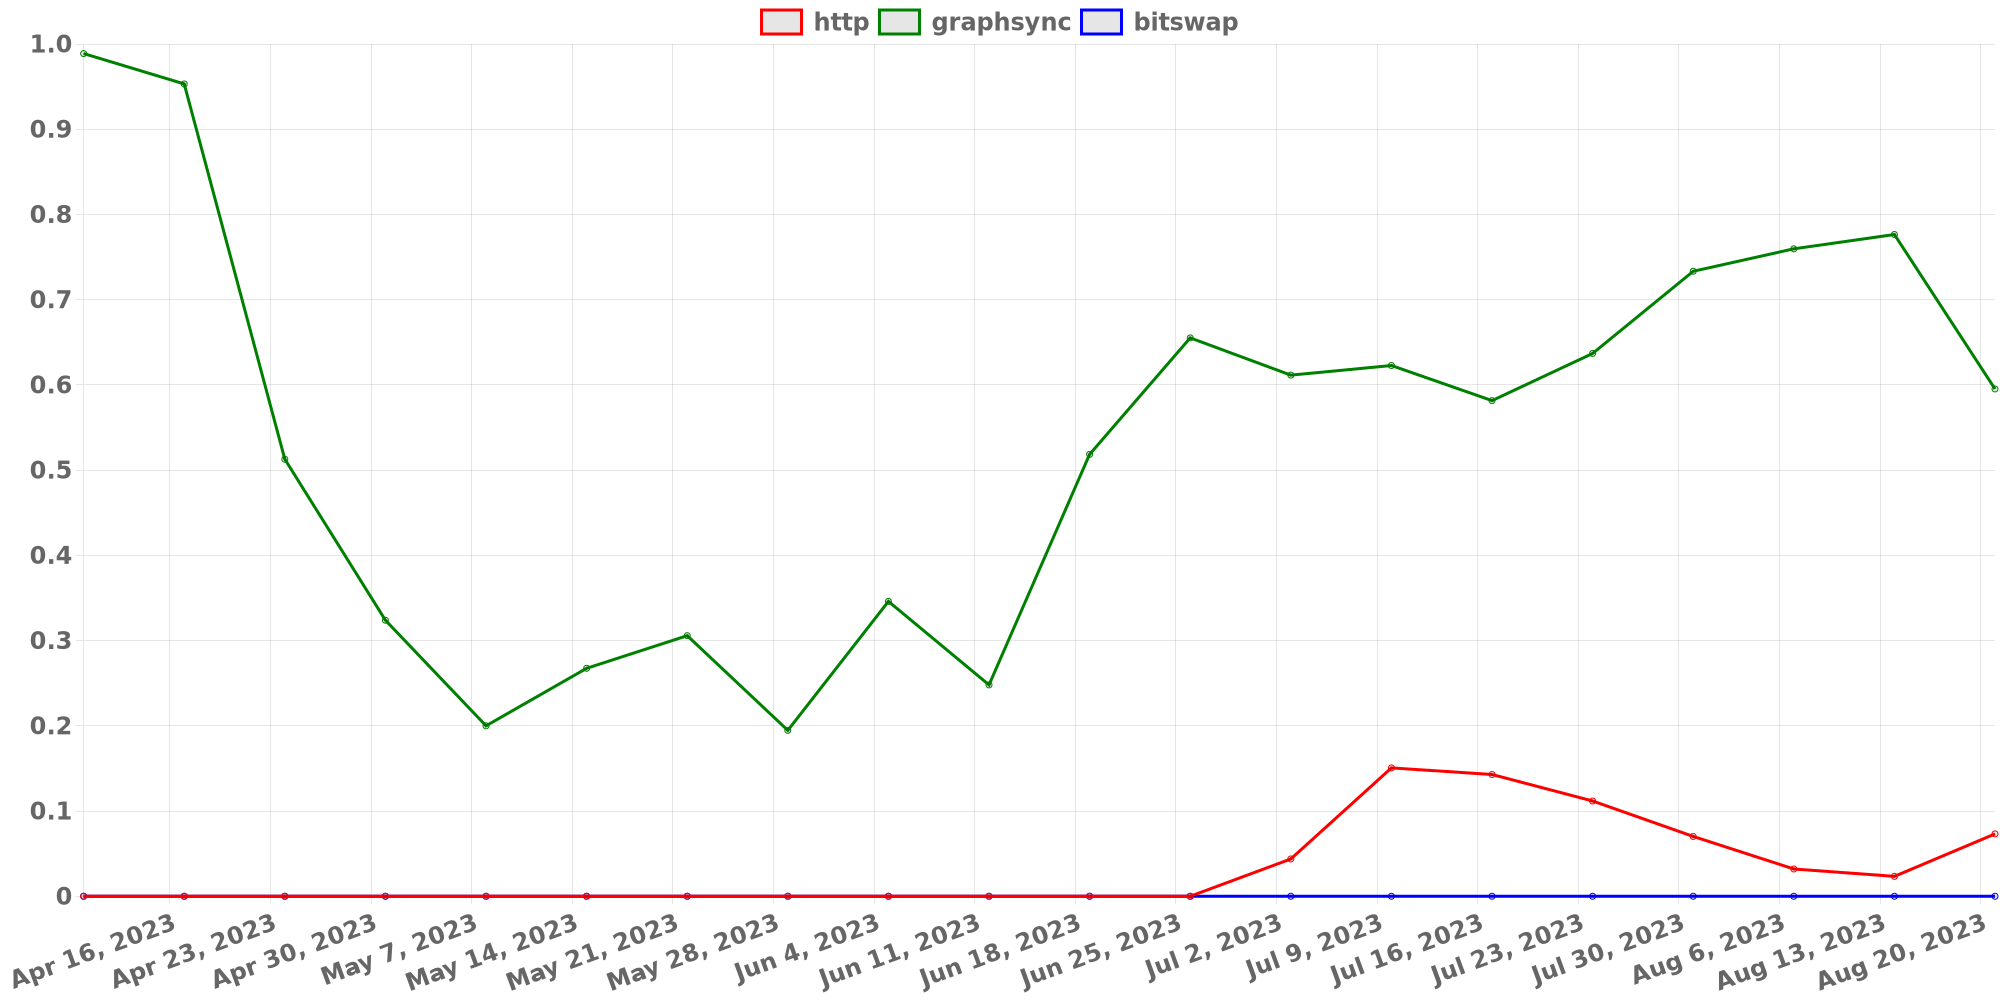 http graphsync bitswap
1.0
0.9
0.8
0.7
0.6
0.5
0.4
0.3
0.2
0.1
0
Apr 16, 2023
Apr 23, 2023
Apr 30, 2023
May 7, 2023
May 14, 2023
May 21, 2023
May 28, 2023
Jun 4, 2023
Jun 11, 2023
Jun 18, 2023
Jun 25, 2023
Jul 2, 2023
Jul 9, 2023
Jul 16, 2023
Jul 23, 2023
Jul 30, 2023
Aug 6, 2023
Aug 13, 2023
Aug 20, 2023